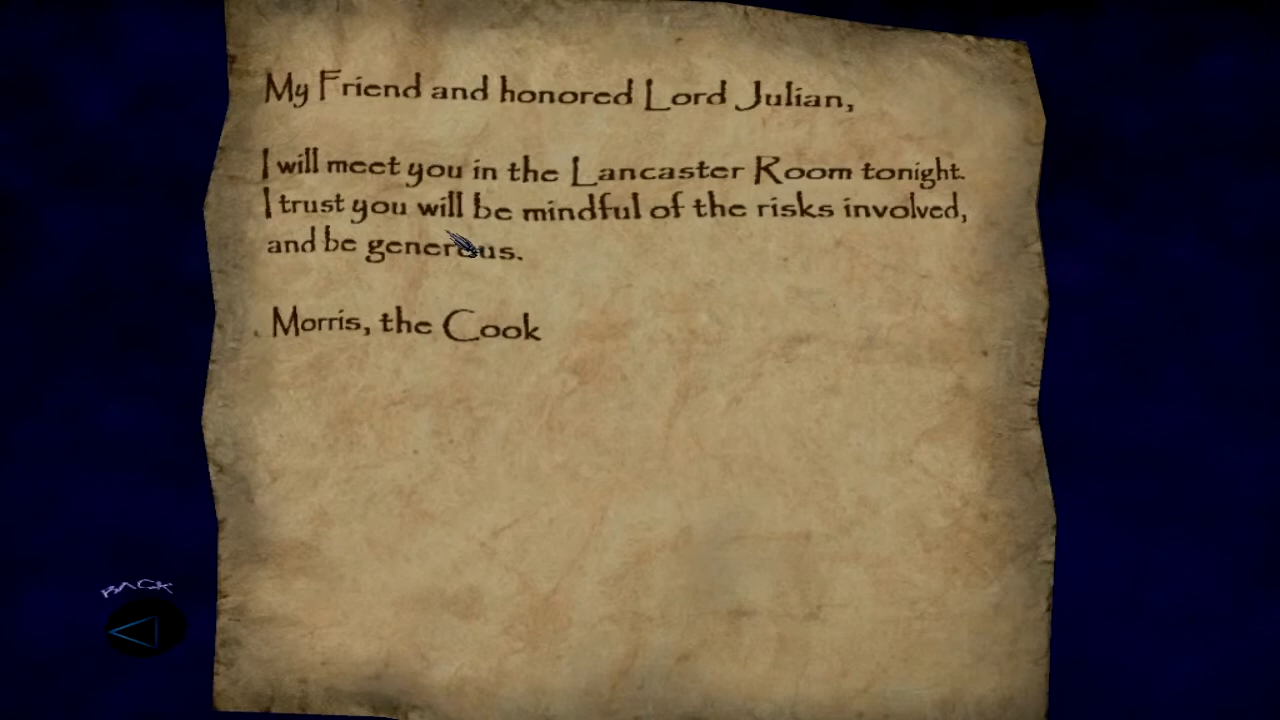 My Friend and honored Lord Julian,
I will meet you in the Lancaster Room tonight.
I trust you will be mindful of the risks involved,
and be generous.
Morris, the Cook
BACK